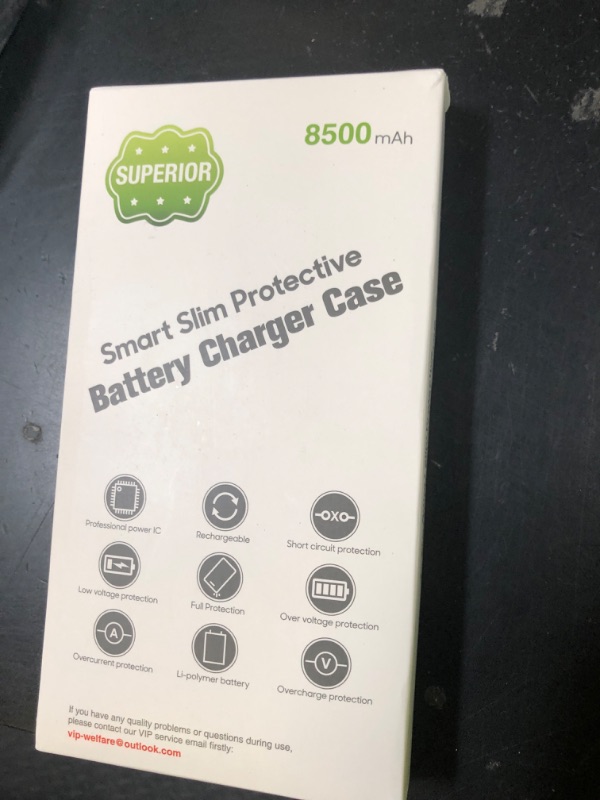 SUPERIOR
8500 mAh
Smart Slim Protective
Battery Charger Case
Professional power IC
Rechargeable
Short circuit protection
Low voltage protection
Full Protection
Over voltage protection
A
Overcurrent protection
Li-polymer battery
V
Overcharge protection
If you have any quality problems or questions during use,
please contact our VIP service email firstly:
vip-welfare@outlook.com